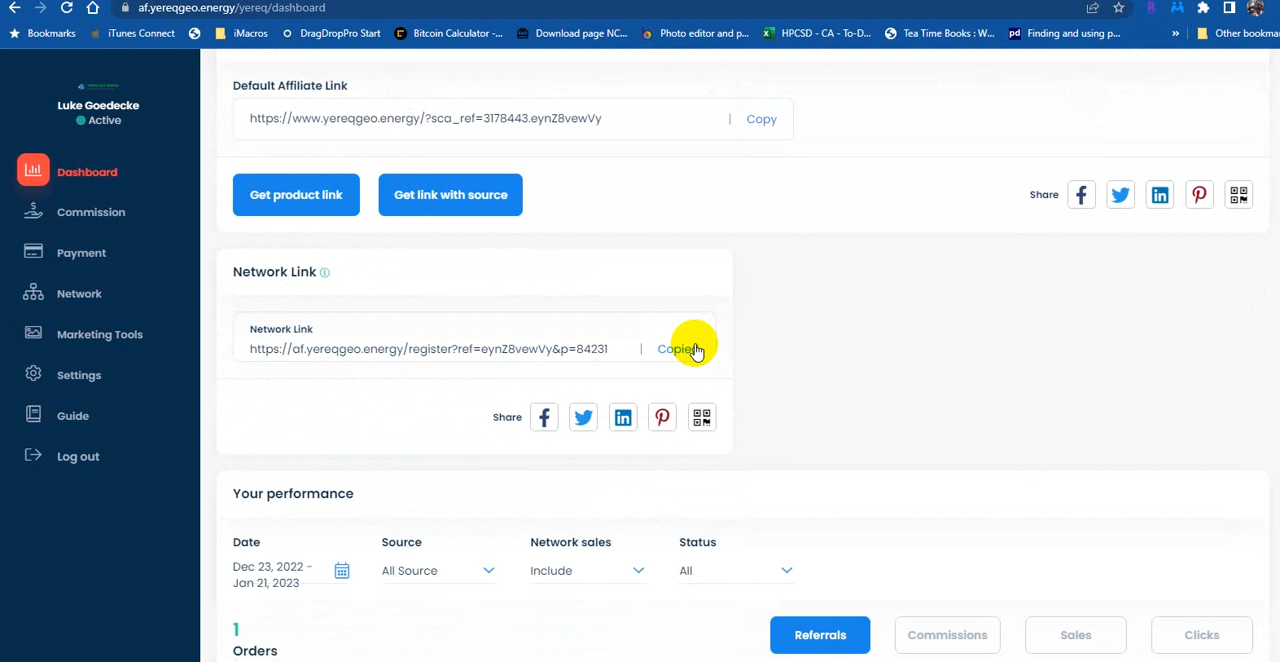 af.yereqgeo.energy/yereq/dashboard
Bookmarks
iTunes Connect
iMacros
DragDropPro Start
Bitcoin Calculator -...
Download page NC...
Photo editor and p...
HPCSD - CA - To-D...
Tea Time Books : W...
pd Finding and using p...
»
Other bookmar
Luke Goedecke
Active
Dashboard
Commission
Payment
Network
Marketing Tools
Settings
Guide
Log out
Default Affiliate Link
https://www.yereqgeo.energy/?sca_ref=3178443.eynZ8vewVy | Copy
Get product link
Get link with source
Share
Network Link
Network Link
https://af.yereqgeo.energy/register?ref=eynZ8vewVy&p=84231 | Copied
Share
Your performance
Date
Source
Network sales
Status
Dec 23, 2022 -
Jan 21, 2023
All Source
Include
All
1
Orders
Referrals
Commissions
Sales
Clicks